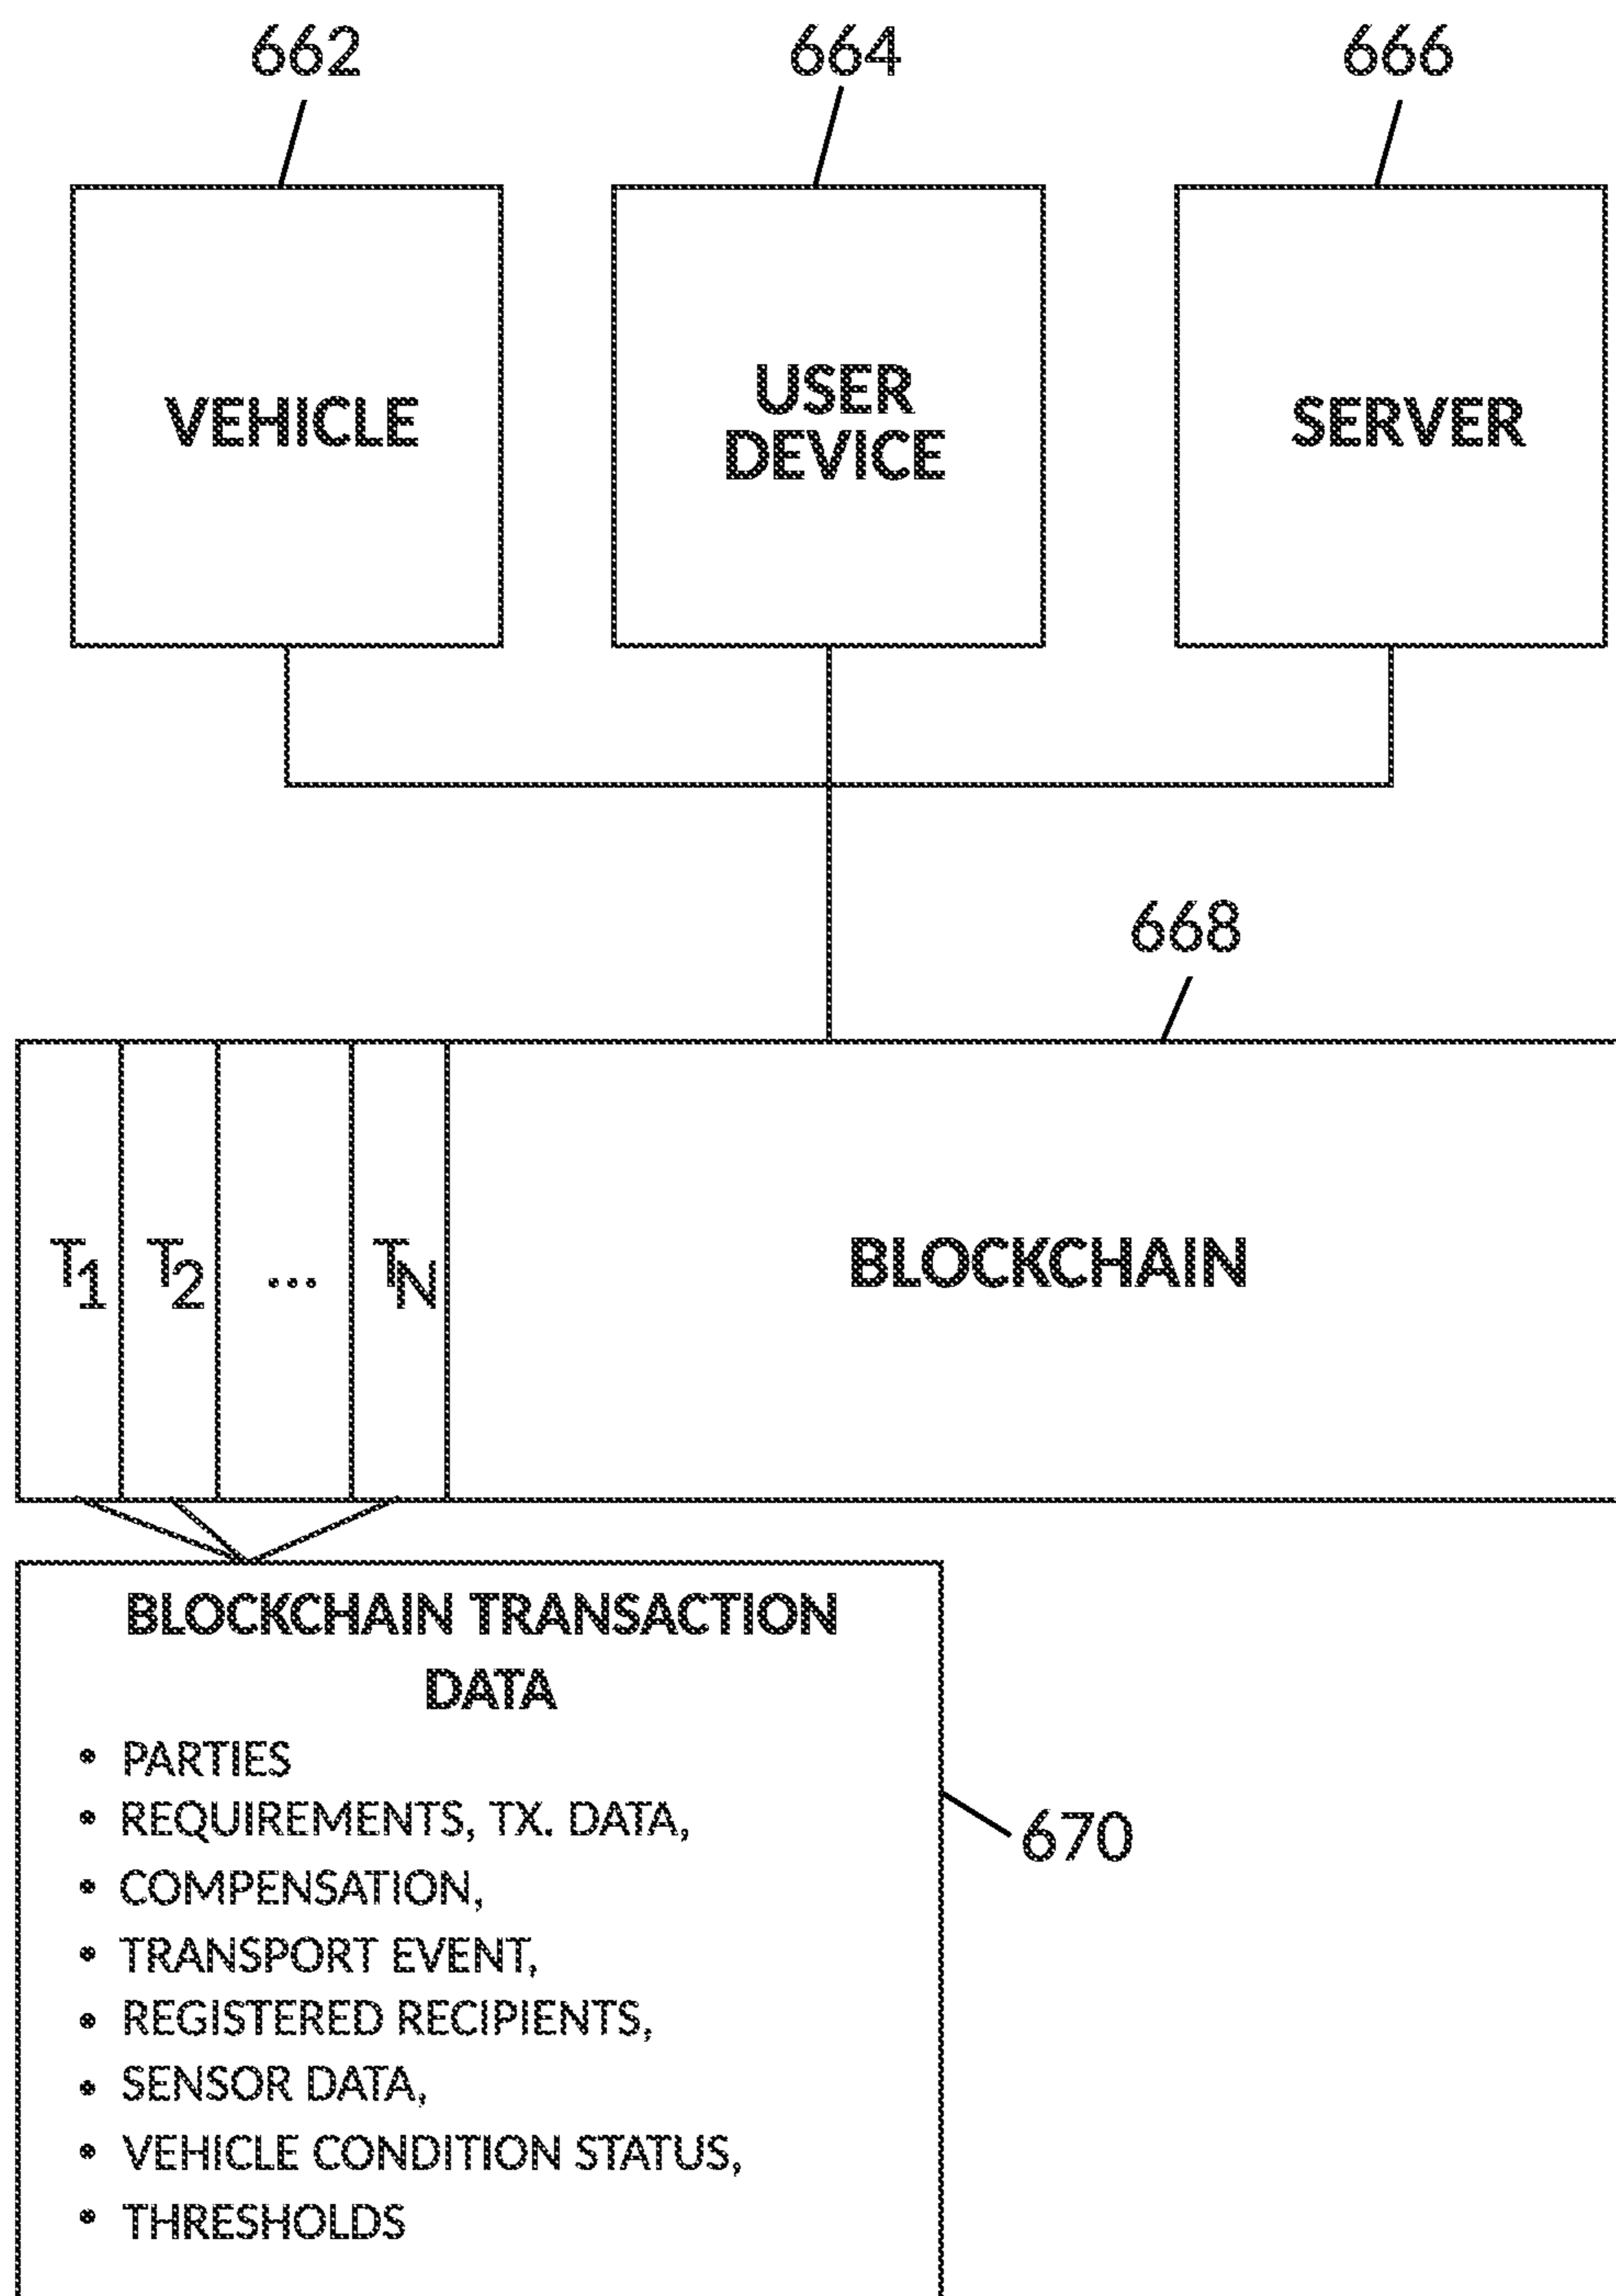 662 664 666
VEHICLE
USER
DEVICE
SERVER
668
T1 T2 ... TN BLOCKCHAIN
BLOCKCHAIN TRANSACTION
DATA
• PARTIES
• REQUIREMENTS, TX. DATA,
• COMPENSATION,
• TRANSPORT EVENT,
• REGISTERED RECIPIENTS,
• SENSOR DATA,
• VEHICLE CONDITION STATUS,
• THRESHOLDS
670